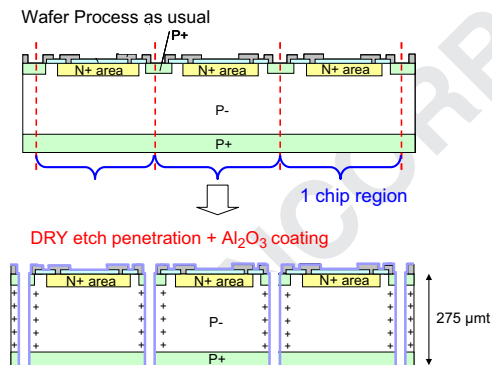 Wafer Process as usual
P+
N+ area N+ area N+ area
P-
P+
1 chip region
DRY etch penetration + Al₂O₃ coating
N+ area N+ area N+ area
+ + + + + +
+ + + + + +
+ + P- + + + +
+ + + + + +
+ + + + + +
+ + + + + +
P+
275 µmt
NCORP